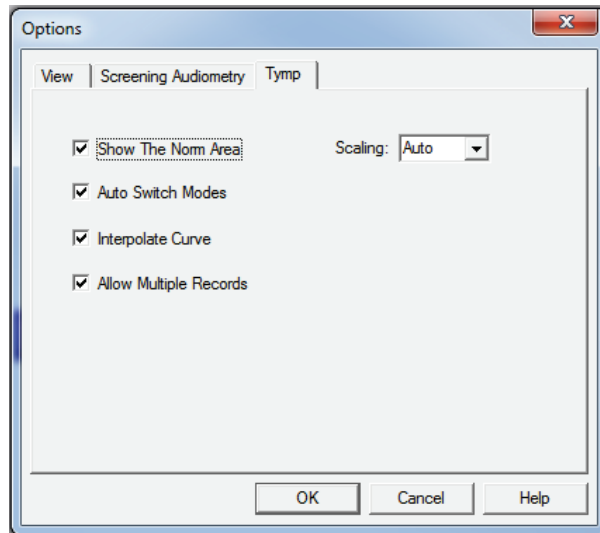 Options
View Screening Audiometry Tymp
Show The Norm Area Scaling: Auto
Auto Switch Modes
Interpolate Curve
Allow Multiple Records
OK Cancel Help